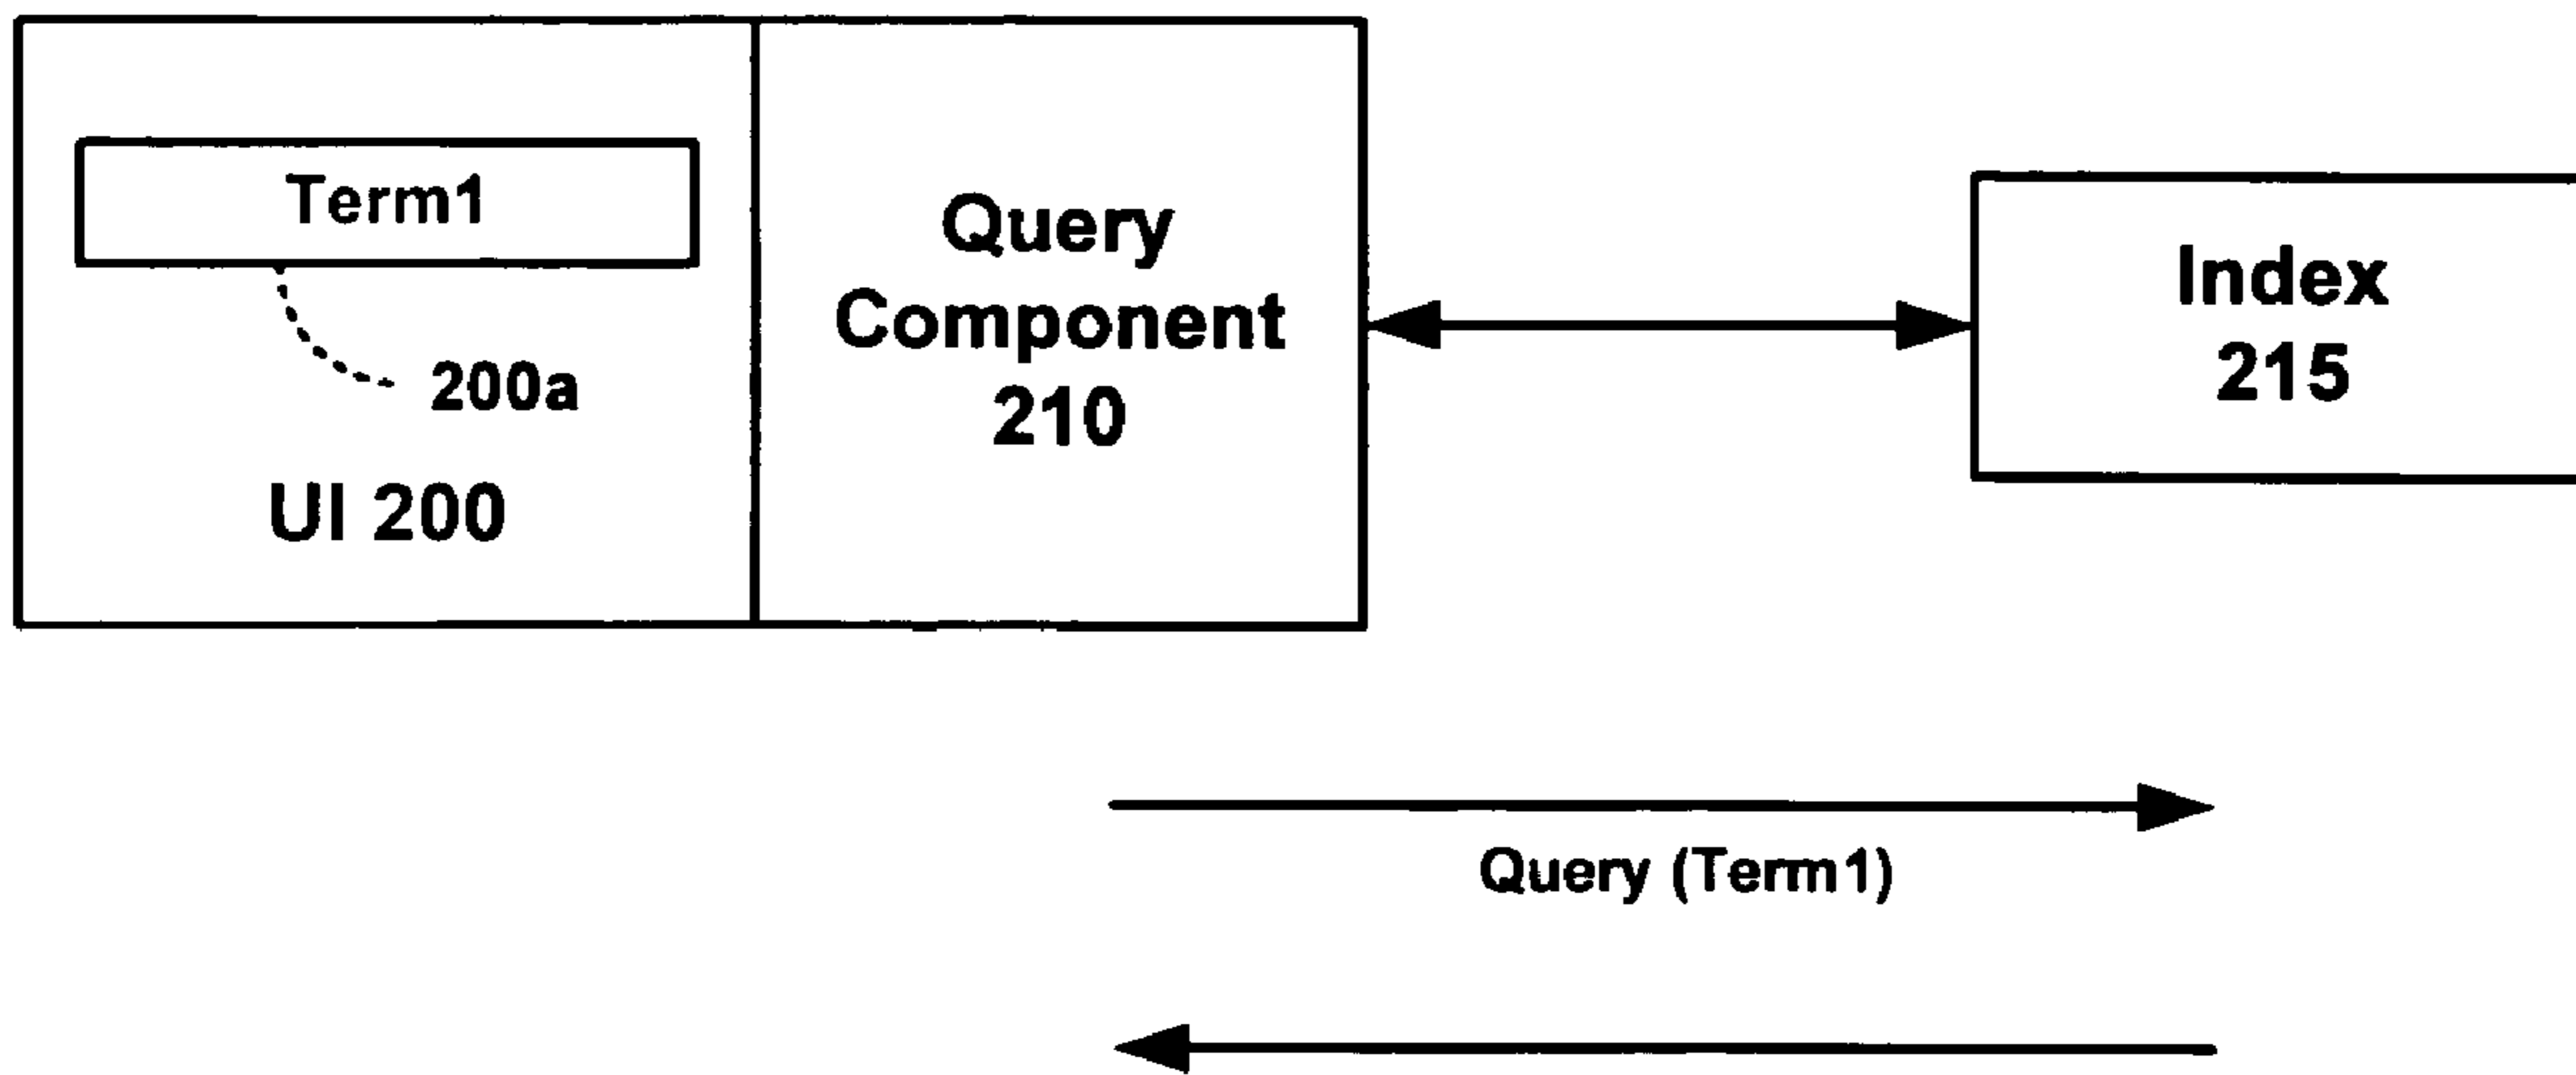 Term1
200a
UI 200
Query
Component
210
Index
215
Query (Term1)